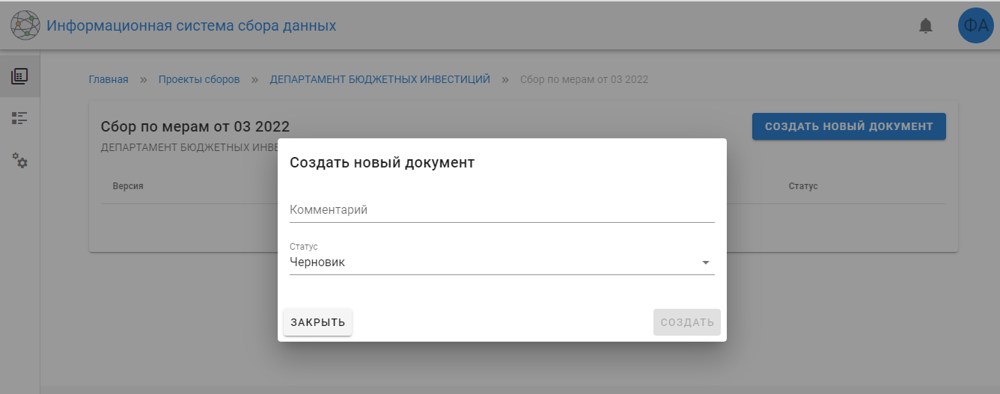 Информационная система сбора данных
ФА
Главная » Проекты сборов » ДЕПАРТАМЕНТ БЮДЖЕТНЫХ ИНВЕСТИЦИЙ » Сбор по мерам от 03 2022
Сбор по мерам от 03 2022
СОЗДАТЬ НОВЫЙ ДОКУМЕНТ
ДЕПАРТАМЕНТ БЮДЖЕТНЫХ ИНВЕ
Версия
Статус
Создать новый документ
Комментарий
Статус
Черновик
ЗАКРЫТЬ
СОЗДАТЬ